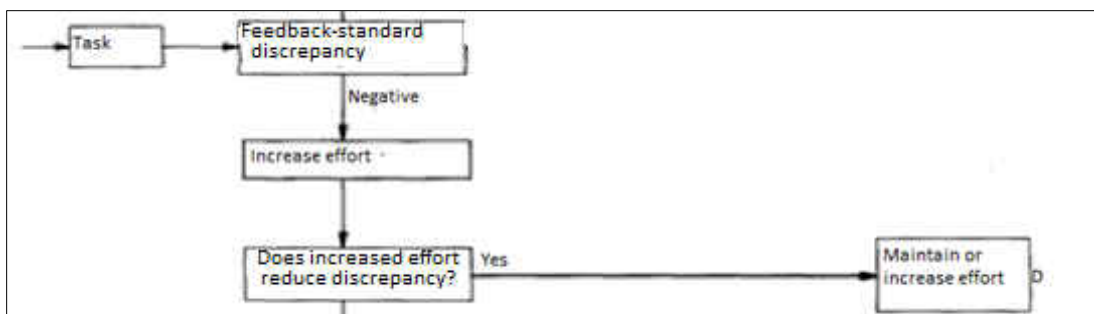 Task
Feedback-standard
discrepancy
Negative
Increase effort
Does increased effort
reduce discrepancy?
Yes
Maintain or
increase effort
D